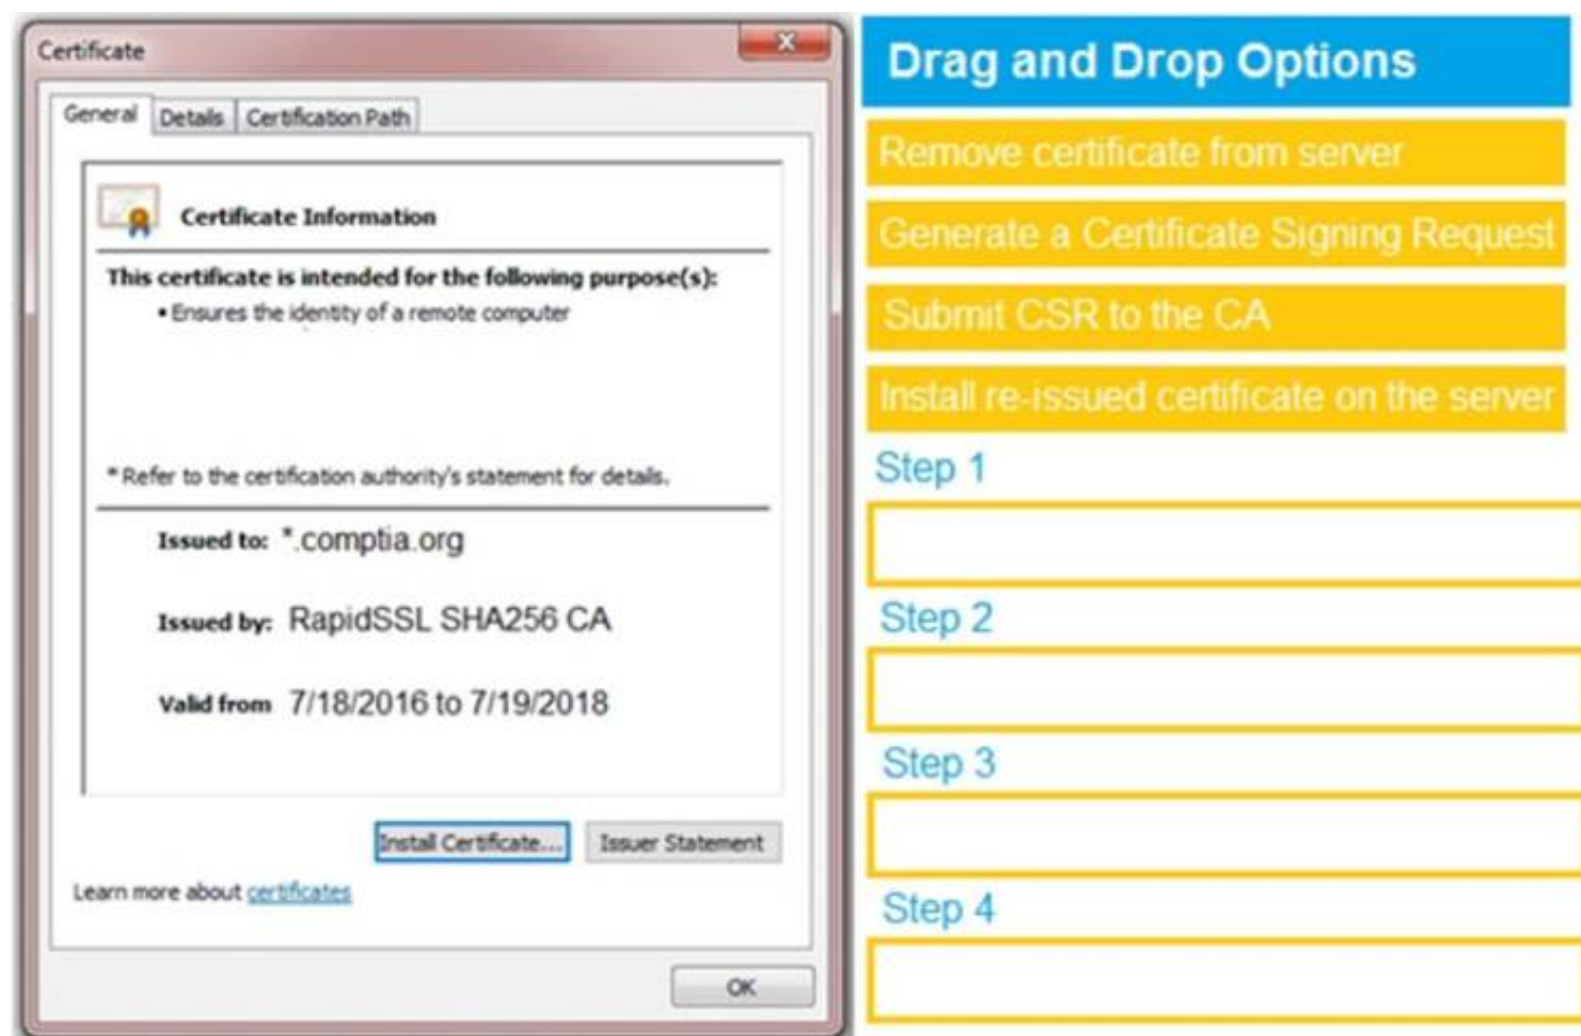 Certificate
General Details Certification Path
Certificate Information
This certificate is intended for the following purpose(s):
• Ensures the identity of a remote computer
* Refer to the certification authority's statement for details.
Issued to: *.comptia.org
Issued by: RapidSSL SHA256 CA
Valid from 7/18/2016 to 7/19/2018
Install Certificate... Issuer Statement
Learn more about certificates
OK
Drag and Drop Options
Remove certificate from server
Generate a Certificate Signing Request
Submit CSR to the CA
Install re-issued certificate on the server
Step 1
Step 2
Step 3
Step 4